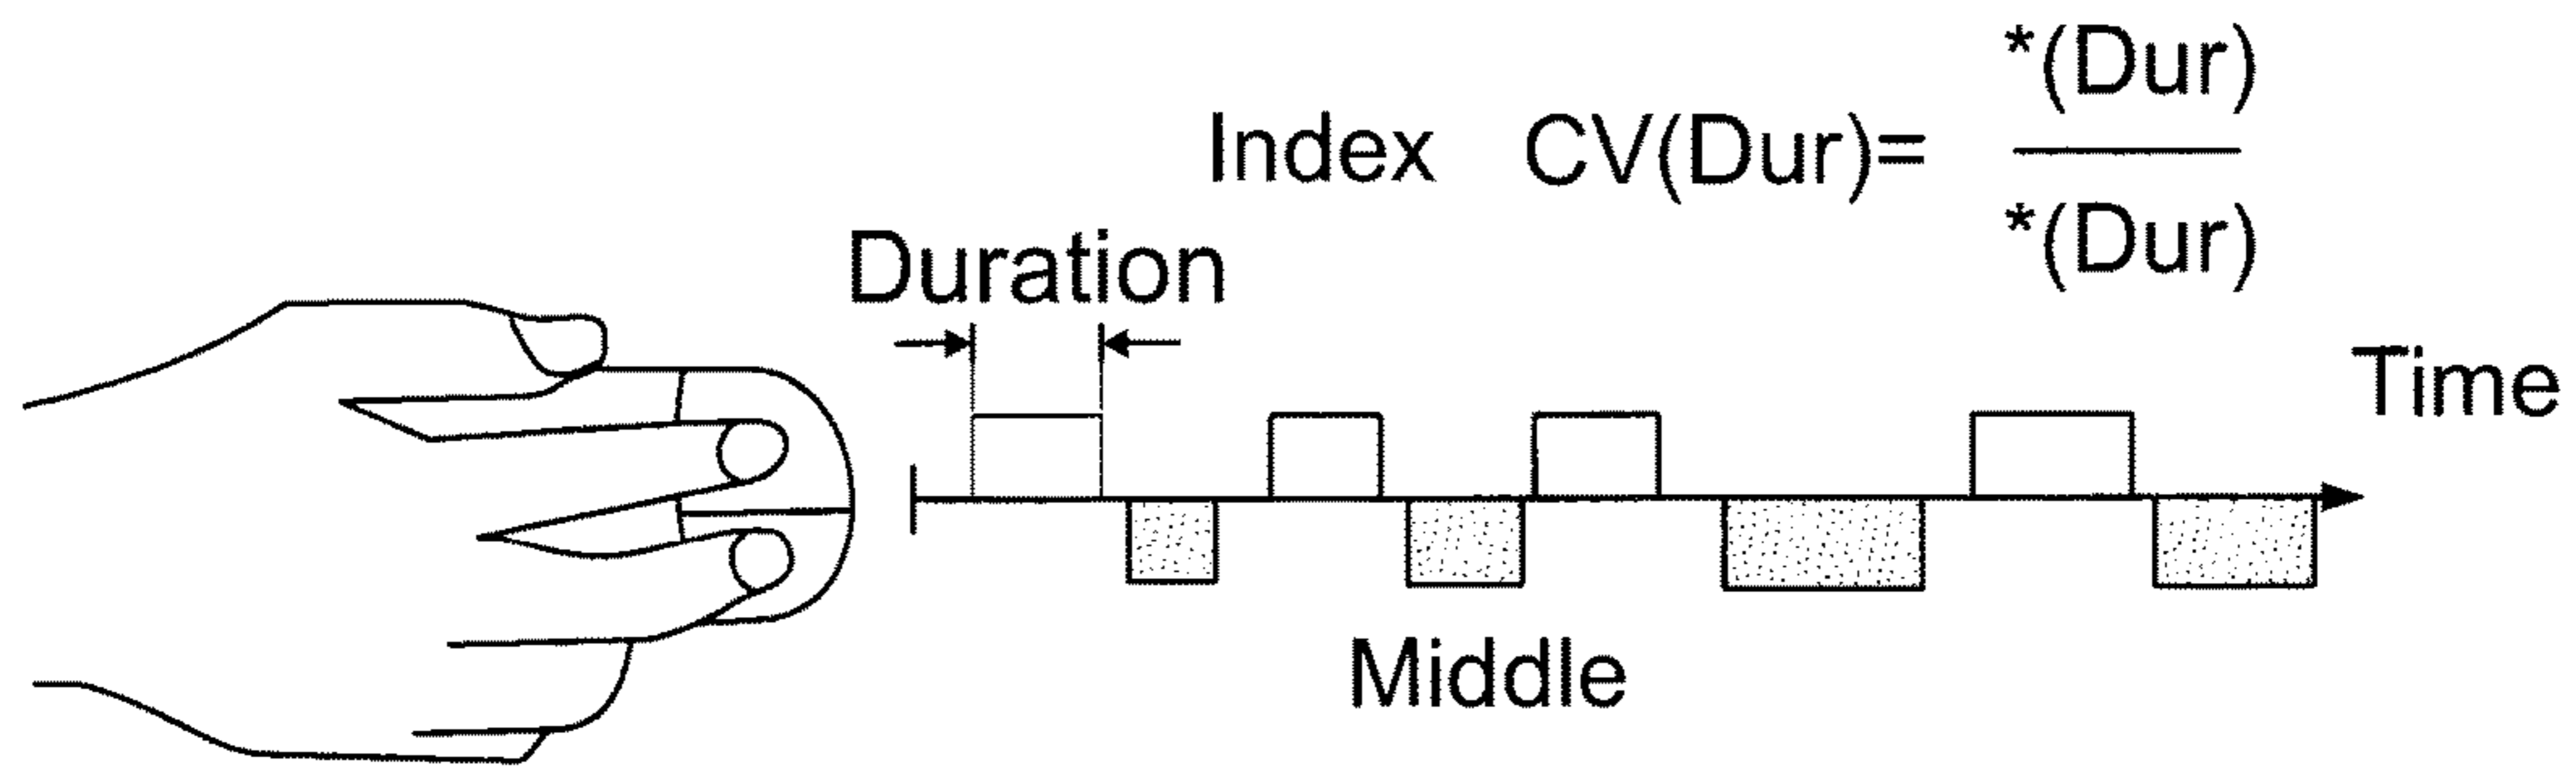 Index CV(Dur)= *(Dur)
*(Dur)
Duration
Time
Middle